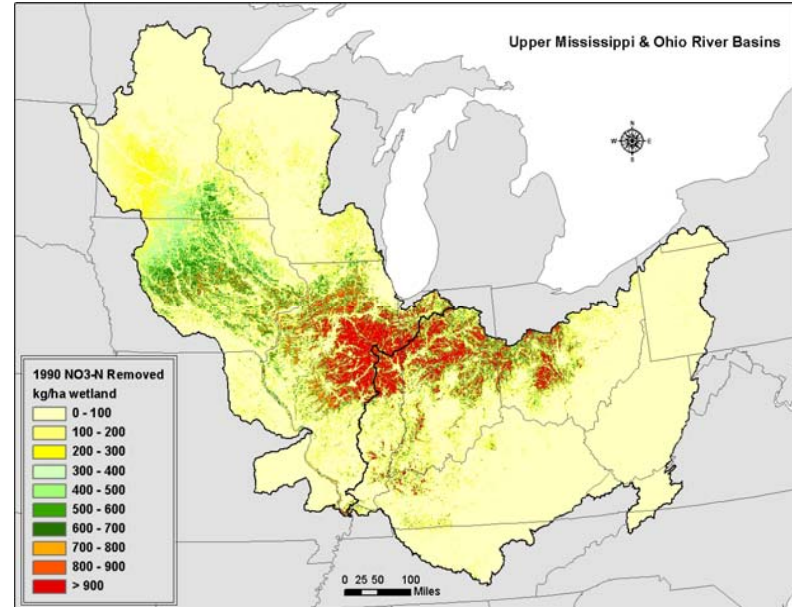 Upper Mississippi & Ohio River Basins
N
W E
S
1990 NO3-N Removed
kg/ha wetland
0 - 100
100 - 200
200 - 300
300 - 400
400 - 500
500 - 600
600 - 700
700 - 800
800 - 900
> 900
0 25 50 100
Miles